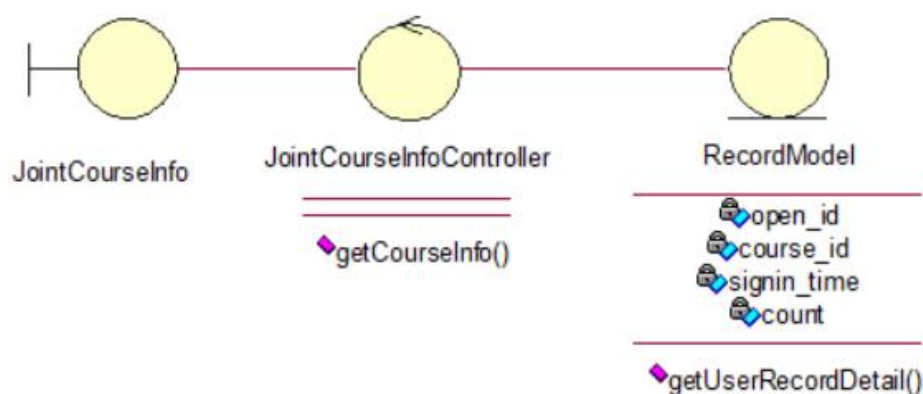 JointCourseInfo
JointCourseInfoController
getCourseInfo()
RecordModel
open_id
course_id
signin_time
count
getUserRecordDetail()